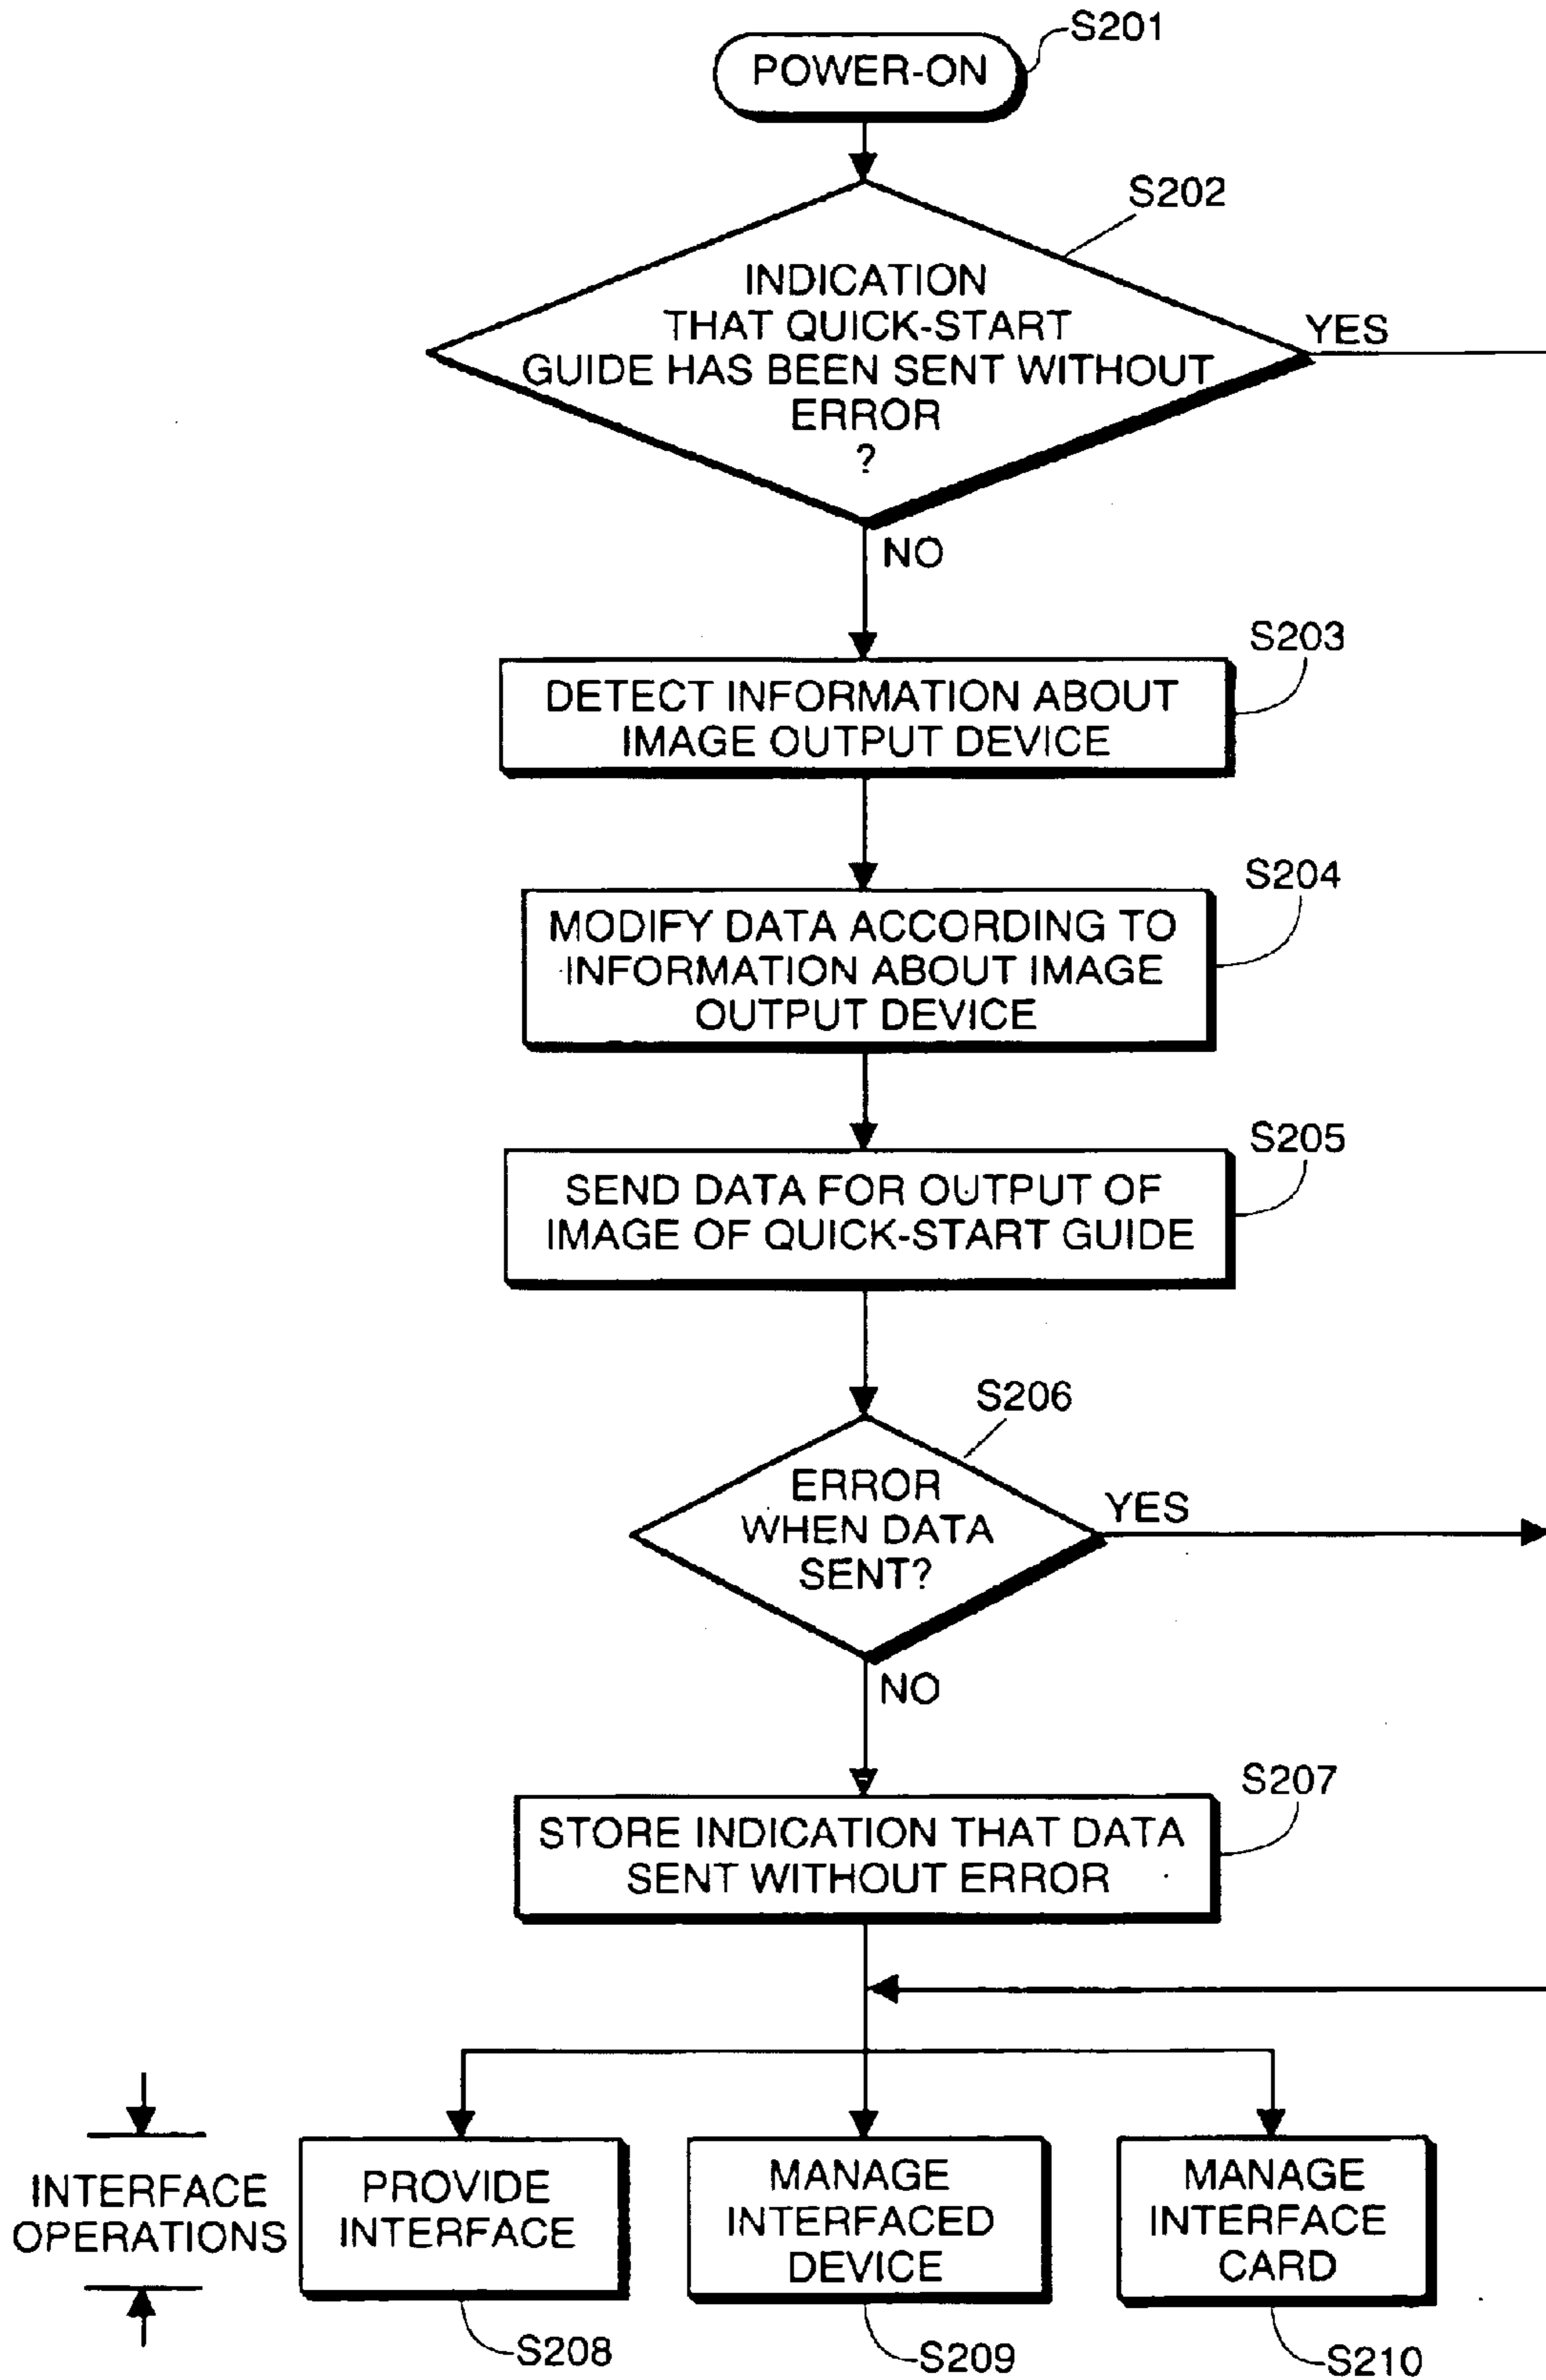 POWER-ON
S201
S202
INDICATION
THAT QUICK-START
GUIDE HAS BEEN SENT WITHOUT
ERROR
?
YES
NO
S203
DETECT INFORMATION ABOUT
IMAGE OUTPUT DEVICE
S204
MODIFY DATA ACCORDING TO
INFORMATION ABOUT IMAGE
OUTPUT DEVICE
S205
SEND DATA FOR OUTPUT OF
IMAGE OF QUICK-START GUIDE
S206
ERROR
WHEN DATA
SENT?
YES
NO
S207
STORE INDICATION THAT DATA
SENT WITHOUT ERROR
INTERFACE
OPERATIONS
PROVIDE
INTERFACE
MANAGE
INTERFACED
DEVICE
MANAGE
INTERFACE
CARD
S208
S209
S210